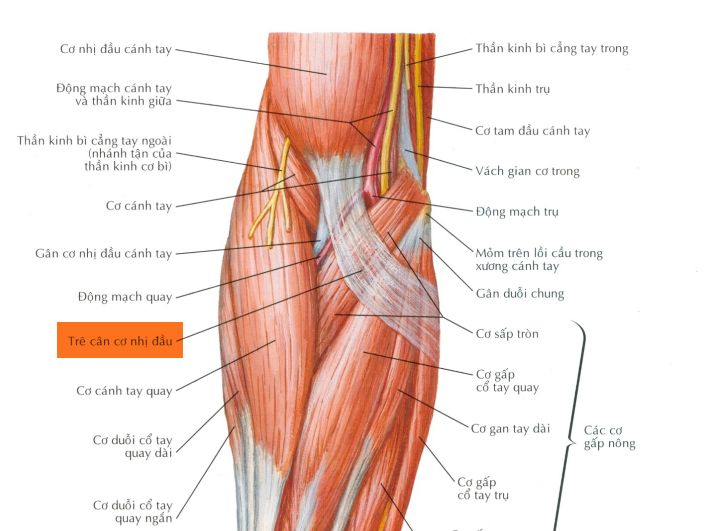 Cơ nhị đầu cánh tay
Động mạch cánh tay
và thần kinh giữa
Thần kinh bì cẳng tay ngoài
(nhánh tận của
thần kinh cơ bì)
Cơ cánh tay
Gân cơ nhị đầu cánh tay
Động mạch quay
Trẽ cân cơ nhị đầu
Cơ cánh tay quay
Cơ duỗi cổ tay
quay dài
Cơ duỗi cổ tay
quay ngắn
Thần kinh bì cẳng tay trong
Thần kinh trụ
Cơ tam đầu cánh tay
Vách gian cơ trong
Động mạch trụ
Mỏm trên lồi cầu trong
xương cánh tay
Gân duỗi chung
Cơ sấp tròn
Cơ gấp
cổ tay quay
Cơ gan tay dài
Cơ gấp
cổ tay trụ
Các cơ
gấp nông